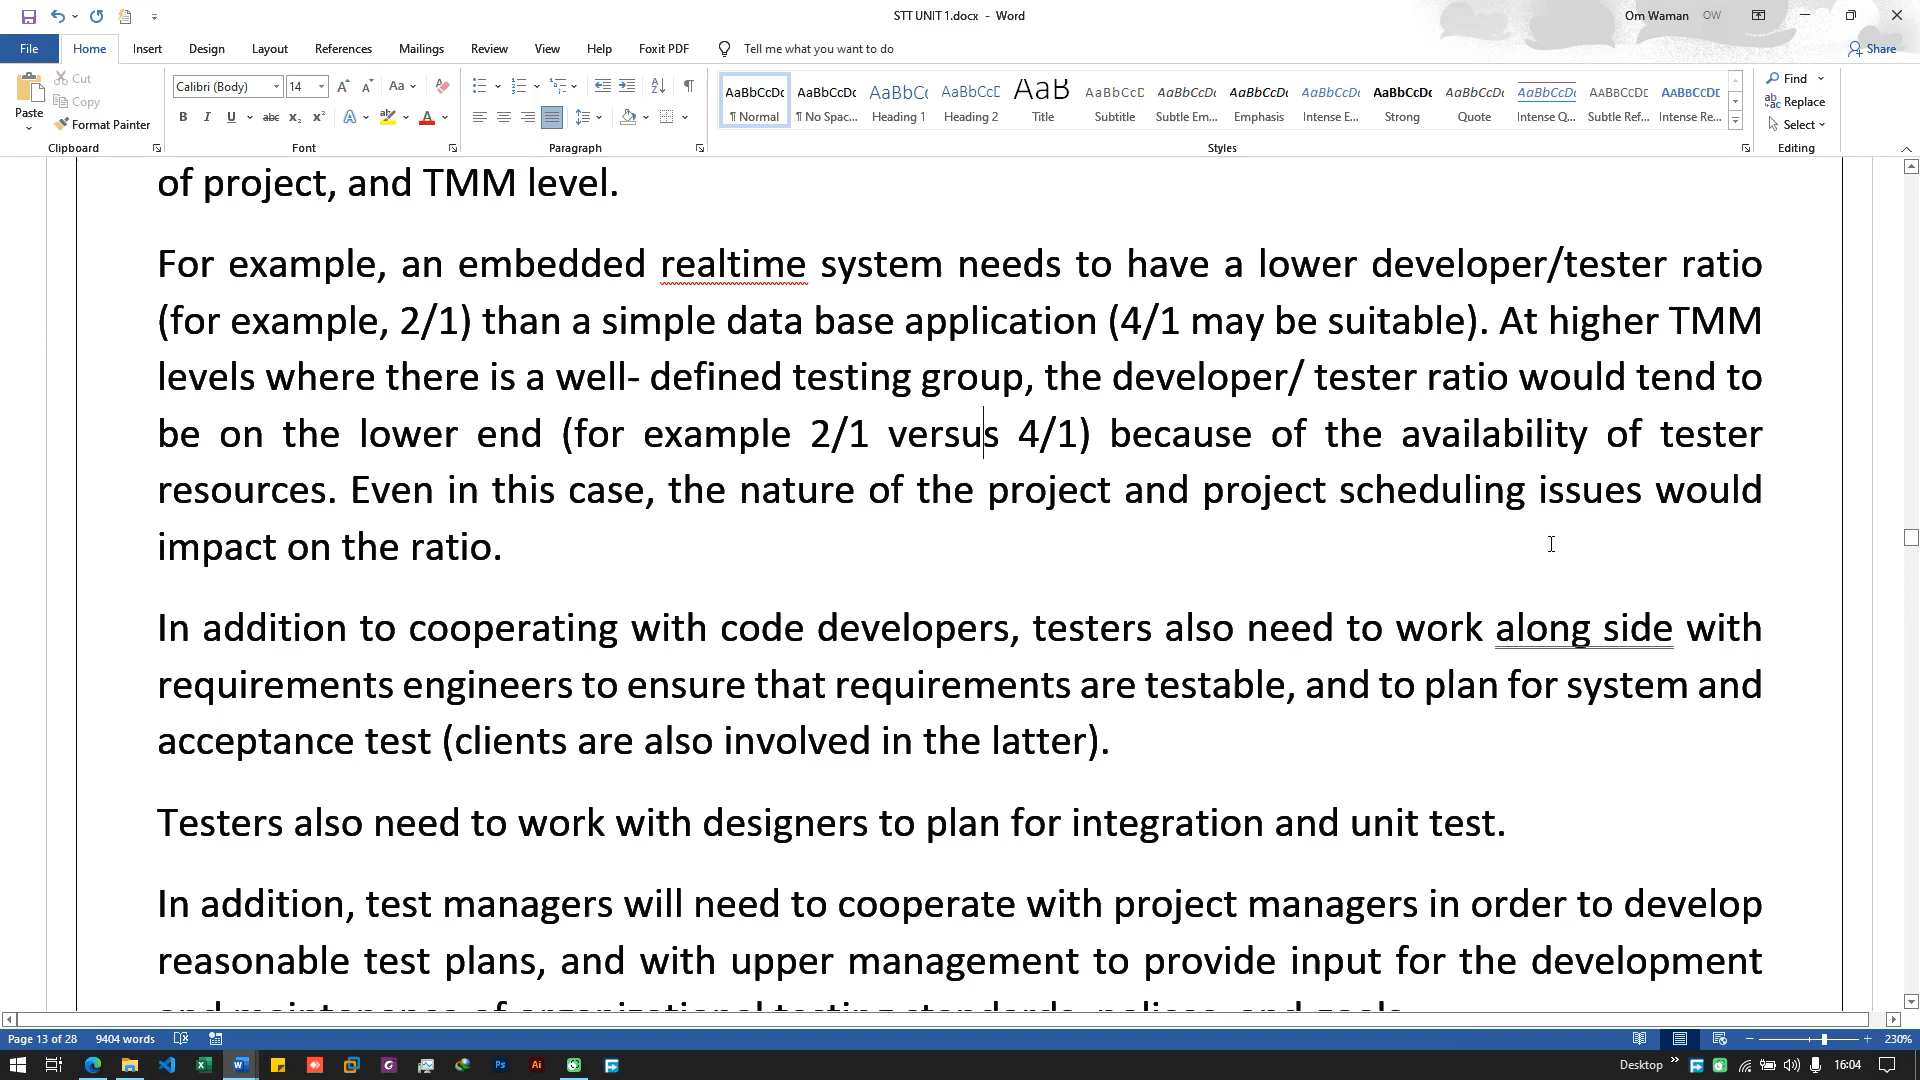 STT UNIT 1.docx - Word
Om Waman OW
File Home Insert Design Layout References Mailings Review View Help Foxit PDF Tell me what you want to do Share
Paste
Cut
Copy
Format Painter
Clipboard
Calibri (Body) 14
Font
Paragraph
AaBbCcDc AaBbCcDc AaBbCc AaBbCcD AaB AaBbCcD AaBbCcDc AaBbCcDc AaBbCcDc AaBbCcDc AaBbCcDc AaBbCcDc AABBCCDE AABBCCDE
¶ Normal ¶ No Spac... Heading 1 Heading 2 Title Subtitle Subtle Em... Emphasis Intense E... Strong Quote Intense Q... Subtle Ref... Intense Re...
Styles
Find
Replace
Select
Editing
of project, and TMM level.
For example, an embedded realtime system needs to have a lower developer/tester ratio
(for example, 2/1) than a simple data base application (4/1 may be suitable). At higher TMM
levels where there is a well- defined testing group, the developer/ tester ratio would tend to
be on the lower end (for example 2/1 versus 4/1) because of the availability of tester
resources. Even in this case, the nature of the project and project scheduling issues would
impact on the ratio.
In addition to cooperating with code developers, testers also need to work along side with
requirements engineers to ensure that requirements are testable, and to plan for system and
acceptance test (clients are also involved in the latter).
Testers also need to work with designers to plan for integration and unit test.
In addition, test managers will need to cooperate with project managers in order to develop
reasonable test plans, and with upper management to provide input for the development
Page 13 of 28 9404 words 230%
Desktop 16:04